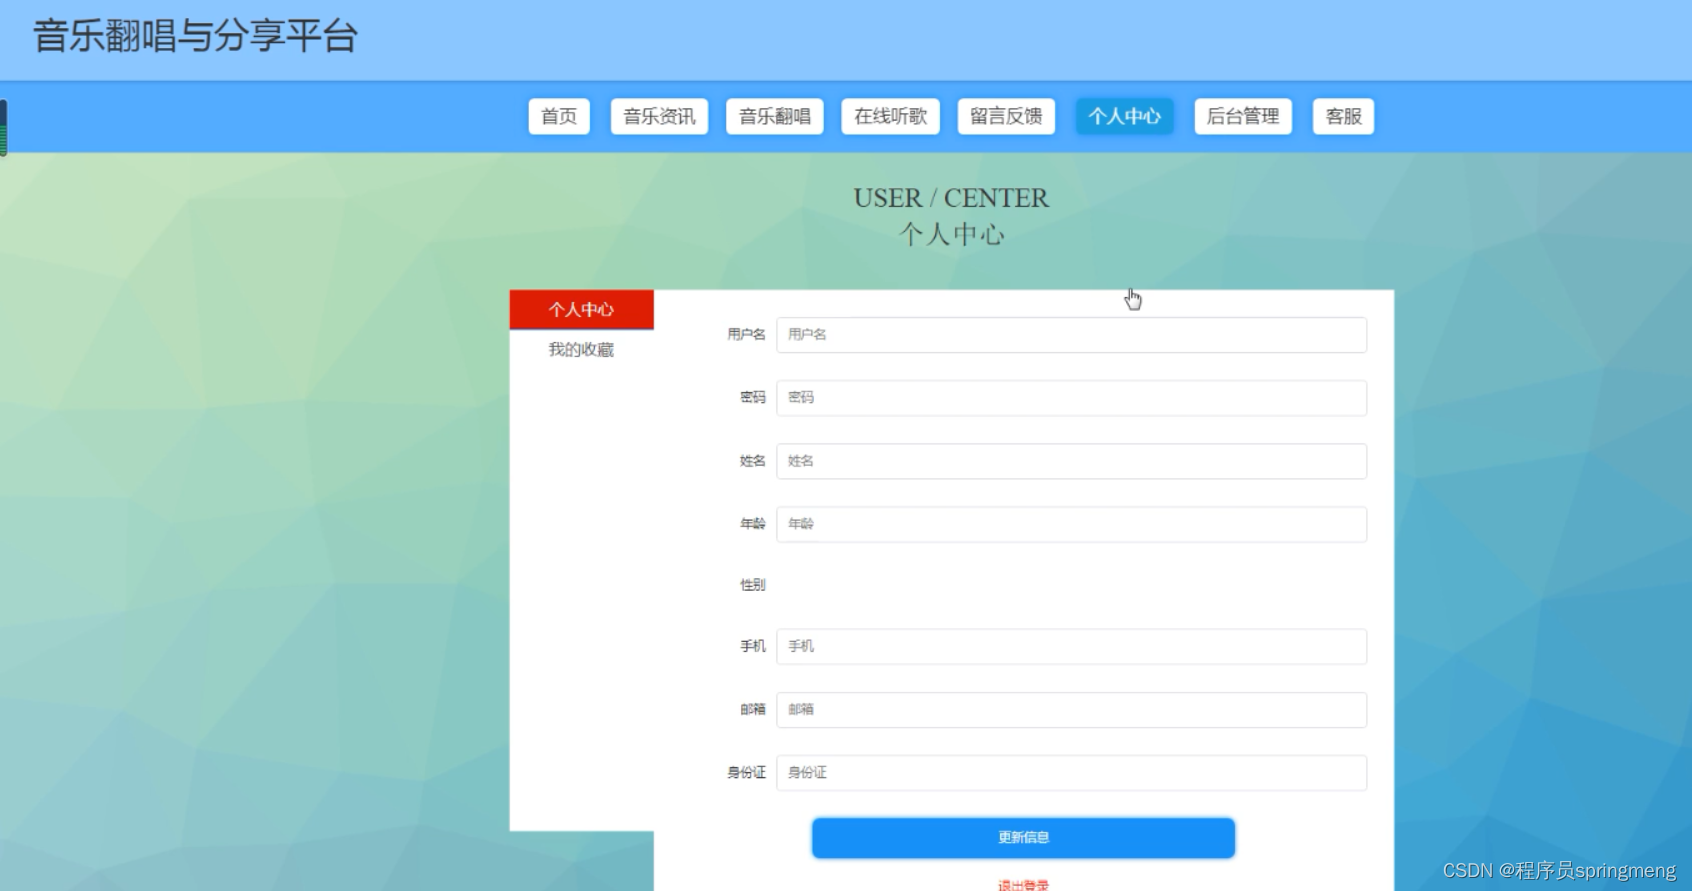 音乐翻唱与分享平台
首页 音乐资讯 音乐翻唱 在线听歌 留言反馈 个人中心 后台管理 客服
USER / CENTER
个人中心
个人中心
我的收藏
用户名 用户名
密码 密码
姓名 姓名
年龄 年龄
性别
手机 手机
邮箱 邮箱
身份证 身份证
更新信息
退出登录
CSDN @程序员springmeng